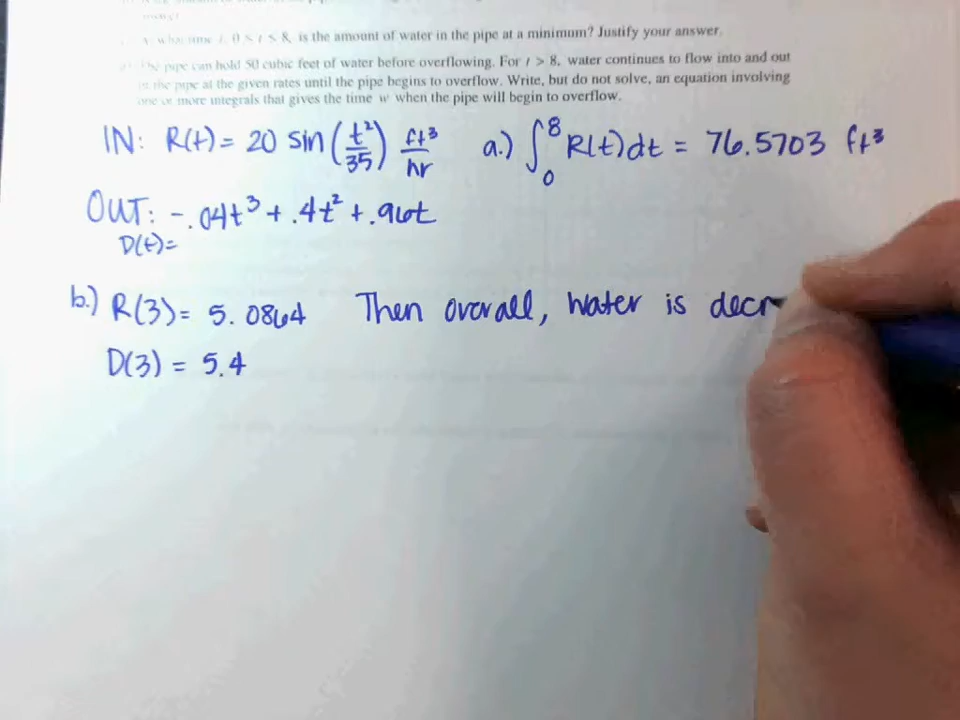 0 ≤ t ≤ 8, is the amount of water in the pipe at a minimum? Justify your answer.
pipe can hold 50 cubic feet of water before overflowing. For t > 8, water continues to flow into and out
the pipe at the given rates until the pipe begins to overflow. Write, but do not solve, an equation involving
one or more integrals that gives the time w when the pipe will begin to overflow.
IN: R(t) = 20 sin(t²/35) ft³/hr a.) ∫₀⁸ R(t)dt = 76.5703 ft³
OUT: -.04t³ + .4t² + .96t
D(t)=
b.) R(3) = 5.0864 Then overall, water is decr
D(3) = 5.4